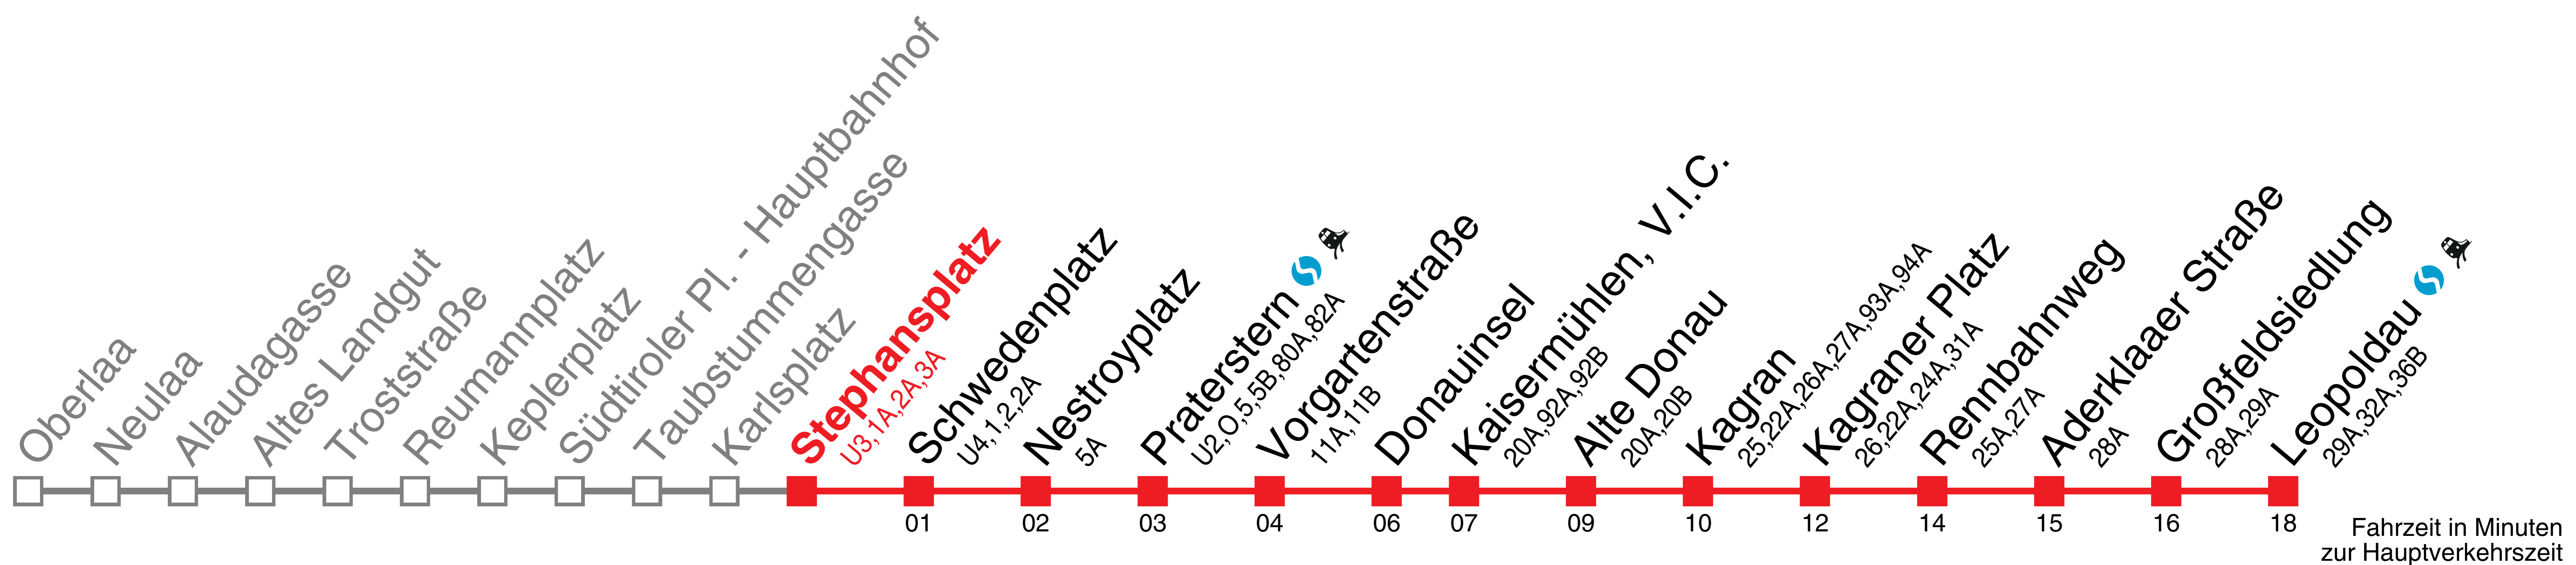 Oberlaa
Neulaa
Alaudagasse
Altes Landgut
Troststraße
Reumannplatz
Keplerplatz
Südtiroler Pl. - Hauptbahnhof
Taubstummengasse
Karlsplatz
Stephansplatz
U3,1A,2A,3A
Schwedenplatz
U4,1,2,2A
01
Nestroyplatz
5A
02
Praterstern
U2,O,5,5B,80A,82A
03
Vorgartenstraße
11A,11B
04
Donauinsel
06
Kaisermühlen, V.I.C.
20A,92A,92B
07
Alte Donau
20A,20B
09
Kagran
25,22A,26A,27A,93A,94A
10
Kagraner Platz
26,22A,24A,31A
12
Rennbahnweg
25A,27A
14
Aderklaaer Straße
28A
15
Großfeldsiedlung
28A,29A
16
Leopoldau
29A,32A,36B
18
Fahrzeit in Minuten
zur Hauptverkehrszeit